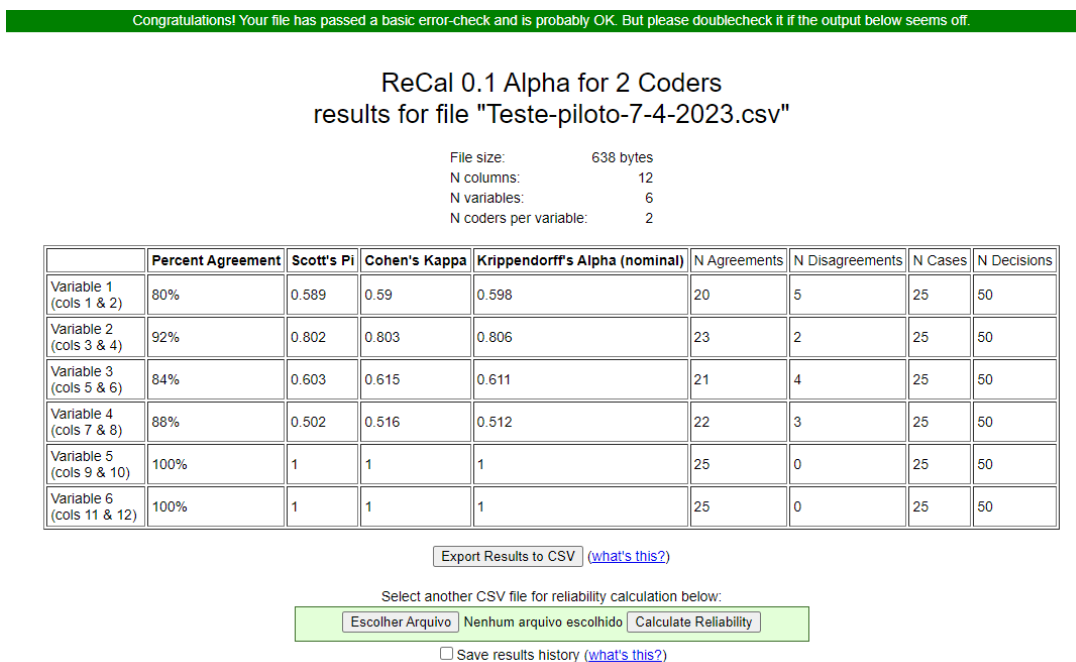 Congratulations! Your file has passed a basic error-check and is probably OK. But please doublecheck it if the output below seems off.
ReCal 0.1 Alpha for 2 Coders
results for file "Teste-piloto-7-4-2023.csv"
File size: 638 bytes
N columns: 12
N variables: 6
N coders per variable: 2
Percent Agreement Scott's Pi Cohen's Kappa Krippendorff's Alpha (nominal) N Agreements N Disagreements N Cases N Decisions
Variable 1
(cols 1 & 2) 80% 0.589 0.59 0.598 20 5 25 50
Variable 2
(cols 3 & 4) 92% 0.802 0.803 0.806 23 2 25 50
Variable 3
(cols 5 & 6) 84% 0.603 0.615 0.611 21 4 25 50
Variable 4
(cols 7 & 8) 88% 0.502 0.516 0.512 22 3 25 50
Variable 5
(cols 9 & 10) 100% 1 1 1 25 0 25 50
Variable 6
(cols 11 & 12) 100% 1 1 1 25 0 25 50
Export Results to CSV (what's this?)
Select another CSV file for reliability calculation below:
Escolher Arquivo Nenhum arquivo escolhido Calculate Reliability
Save results history (what's this?)